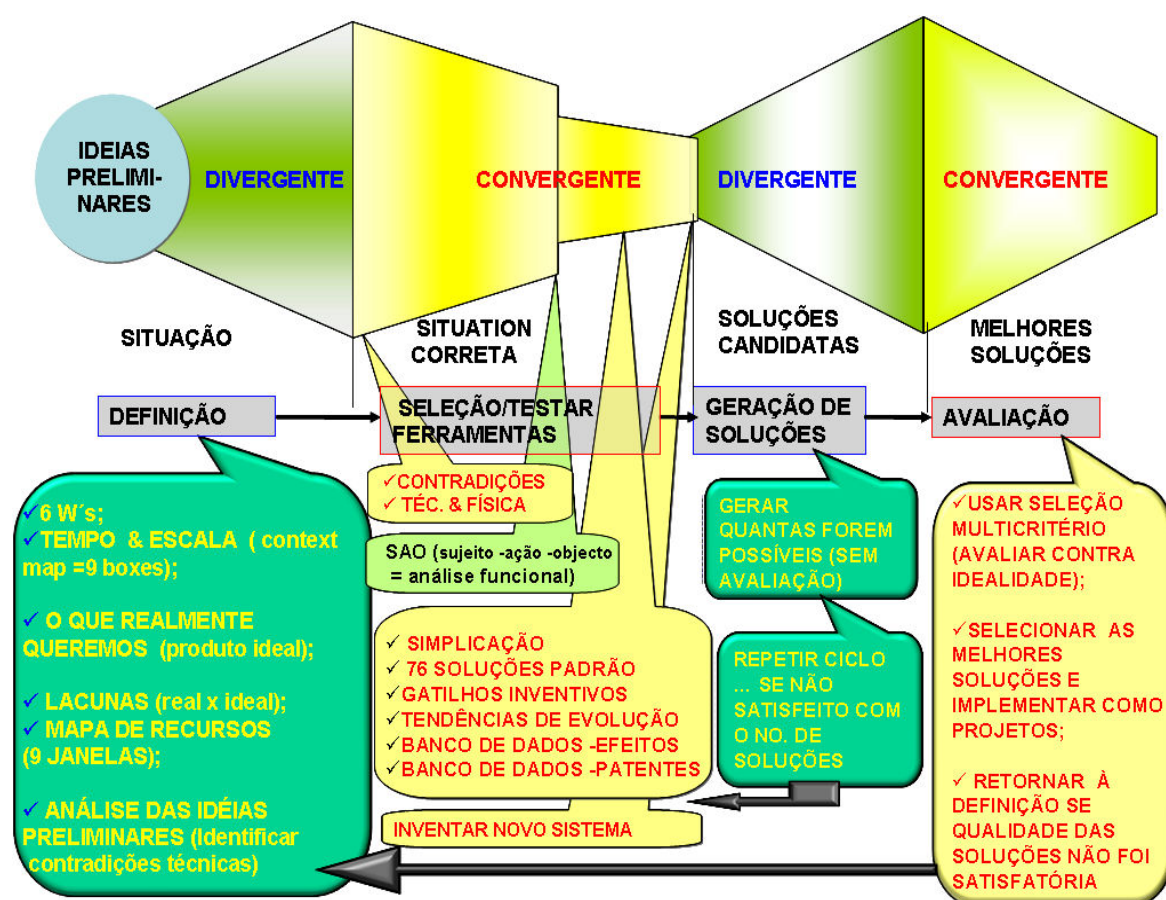 IDEIAS
PRELIMI-
NARES
DIVERGENTE
CONVERGENTE
DIVERGENTE
CONVERGENTE
SITUAÇÃO
SITUATION
CORRETA
SOLUÇÕES
CANDIDATAS
MELHORES
SOLUÇÕES
DEFINIÇÃO
SELEÇÃO/TESTAR
FERRAMENTAS
GERAÇÃO DE
SOLUÇÕES
AVALIAÇÃO
✓6 W´s;
✓TEMPO & ESCALA ( context
map =9 boxes);
✓ O QUE REALMENTE
QUEREMOS (produto ideal);
✓ LACUNAS (real x ideal);
✓ MAPA DE RECURSOS
(9 JANELAS);
✓ ANÁLISE DAS IDÉIAS
PRELIMINARES (Identificar
contradições técnicas)
✓CONTRADIÇÕES
✓ TÉC. & FÍSICA
SAO (sujeito -ação -objecto
= análise funcional)
✓ SIMPLICAÇÃO
✓ 76 SOLUÇÕES PADRÃO
✓ GATILHOS INVENTIVOS
✓ TENDÊNCIAS DE EVOLUÇÃO
✓ BANCO DE DADOS -EFEITOS
✓ BANCO DE DADOS -PATENTES
INVENTAR NOVO SISTEMA
GERAR
QUANTAS FOREM
POSSÍVEIS (SEM
AVALIAÇÃO)
REPETIR CICLO
... SE NÃO
SATISFEITO COM
O NO. DE
SOLUÇÕES
✓USAR SELEÇÃO
MULTICRITÉRIO
(AVALIAR CONTRA
IDEALIDADE);
✓SELECIONAR AS
MELHORES
SOLUÇÕES E
IMPLEMENTAR COMO
PROJETOS;
✓ RETORNAR À
DEFINIÇÃO SE
QUALIDADE DAS
SOLUÇÕES NÃO FOI
SATISFATÓRIA